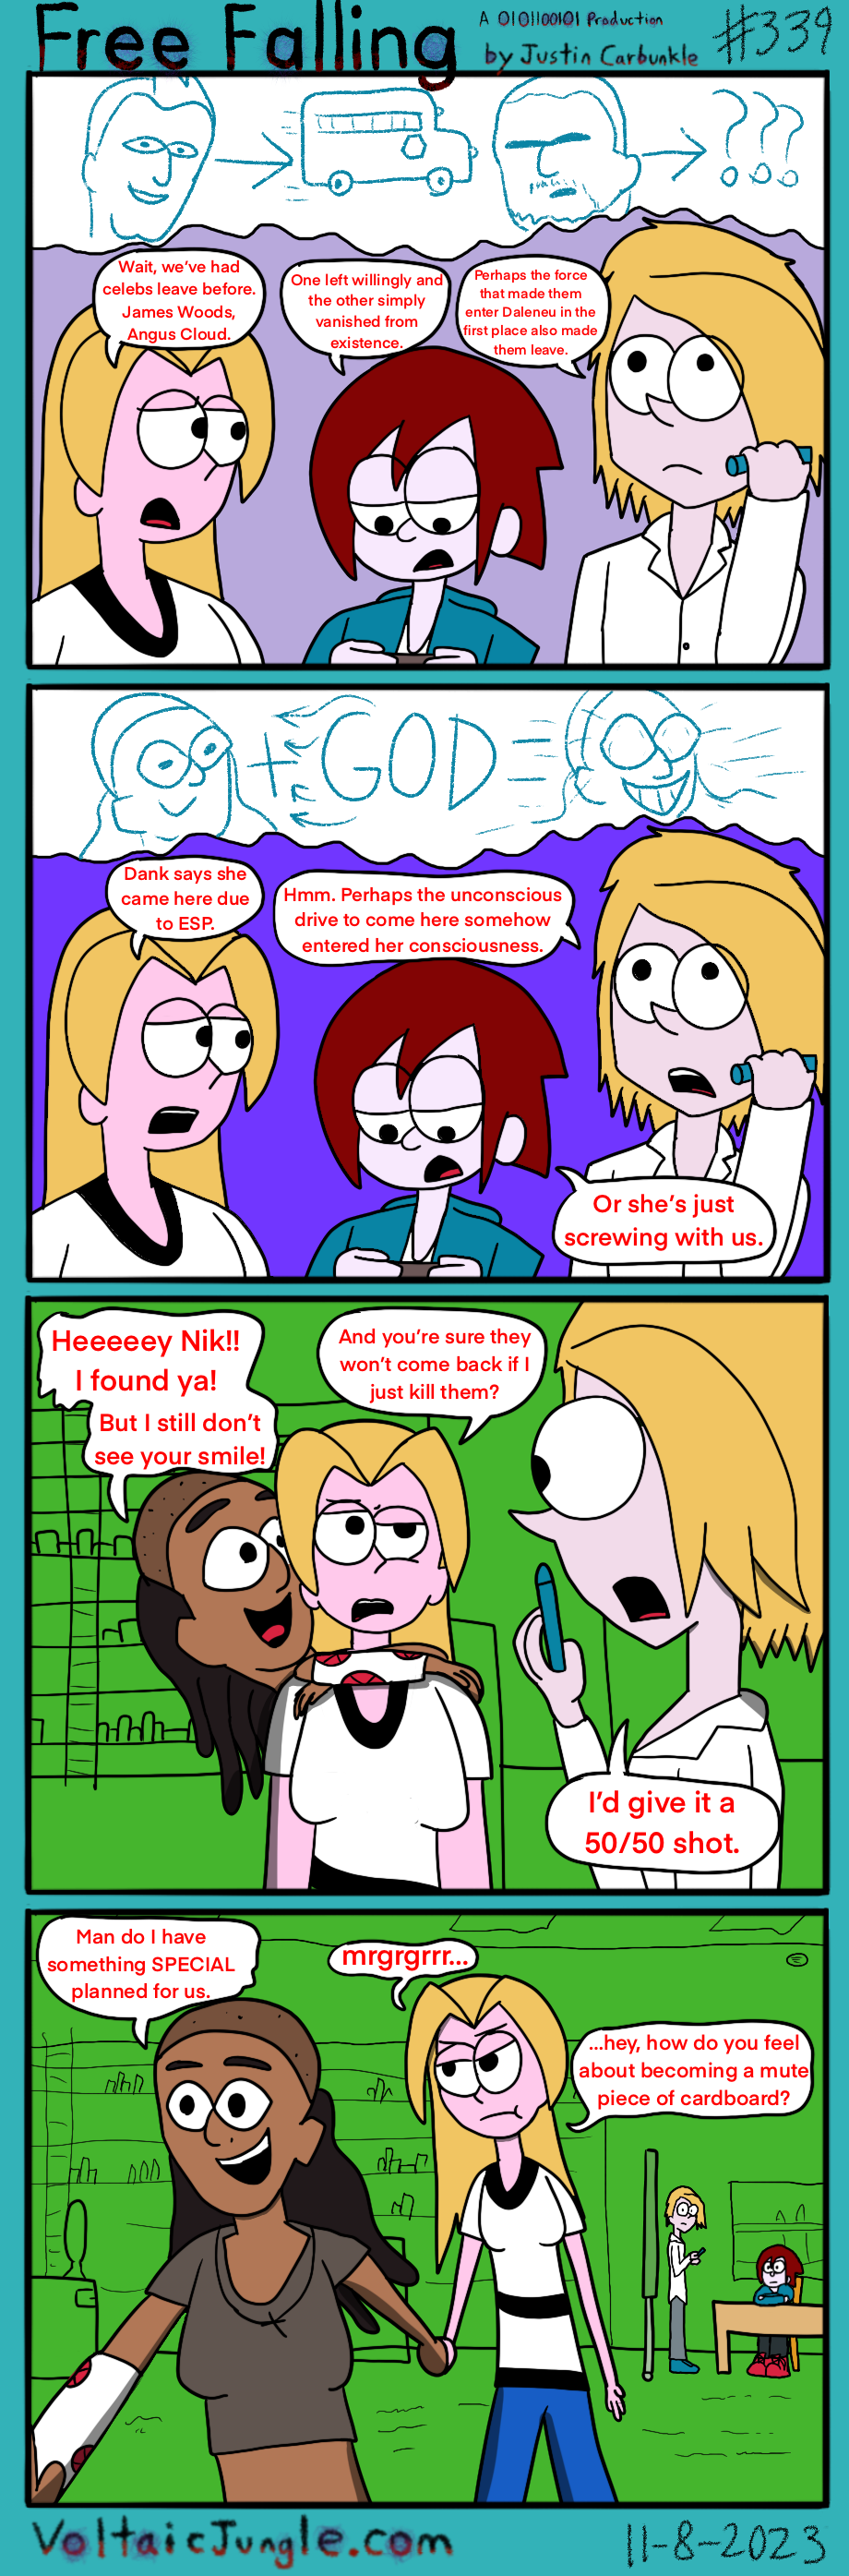 Free Falling
A 0101100101 Production
by Justin Carbunkle
#339
???
Wait, we've had
celebs leave before.
James Woods,
Angus Cloud.
One left willingly and
the other simply
vanished from
existence.
Perhaps the force
that made them
enter Daleneu in the
first place also made
them leave.
+ GOD =
Dank says she
came here due
to ESP.
Hmm. Perhaps the unconscious
drive to come here somehow
entered her consciousness.
Or she's just
screwing with us.
Heeeeey Nik!!
I found ya!
But I still don't
see your smile!
And you're sure they
won't come back if I
just kill them?
I'd give it a
50/50 shot.
Man do I have
something SPECIAL
planned for us.
mrgrgrrr...
...hey, how do you feel
about becoming a mute
piece of cardboard?
VoltaicJungle.com
11-8-2023